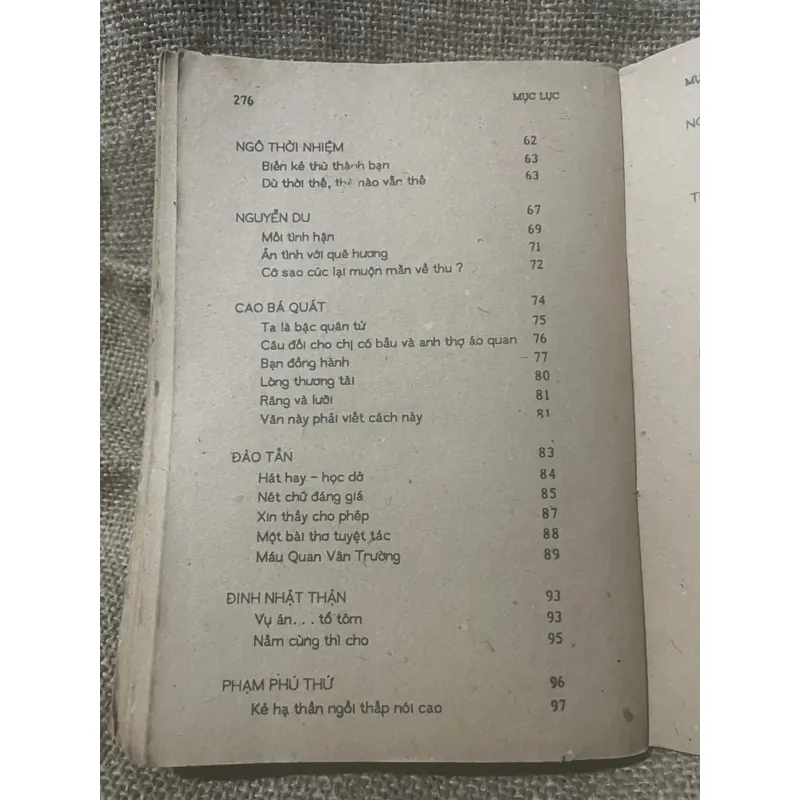 276 MỤC LỤC
NGÔ THỜI NHIỆM 62
Biến kẻ thù thành bạn 63
Dù thời thế, thế nào vẫn thế 63
NGUYỄN DU 67
Mối tình hận 69
Ân tình với quê hương 71
Cớ sao cúc lại muộn mằn về thu ? 72
CAO BÁ QUÁT 74
Ta là bậc quân tử 75
Câu đối cho chị có bầu và anh thợ áo quan 76
Bạn đồng hành 77
Lòng thương tài 80
Răng và lưỡi 81
Văn này phải viết cách này 81
ĐÀO TẤN 83
Hát hay – học dở 84
Nét chữ đáng giá 85
Xin thầy cho phép 87
Một bài thơ tuyệt tác 88
Máu Quan Vân Trường 89
ĐINH NHẬT THẬN 93
Vụ án... tổ tôm 93
Nằm cùng thì cho 95
PHẠM PHÚ THỨ 96
Kẻ hạ thần ngồi thấp nói cao 97